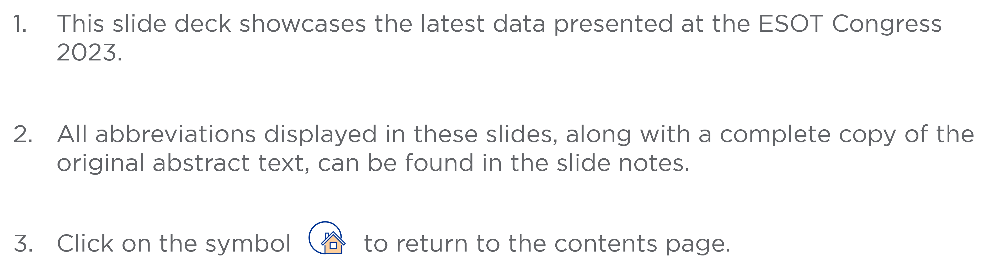 1. This slide deck showcases the latest data presented at the ESOT Congress
2023.
2. All abbreviations displayed in these slides, along with a complete copy of the
original abstract text, can be found in the slide notes.
3. Click on the symbol to return to the contents page.